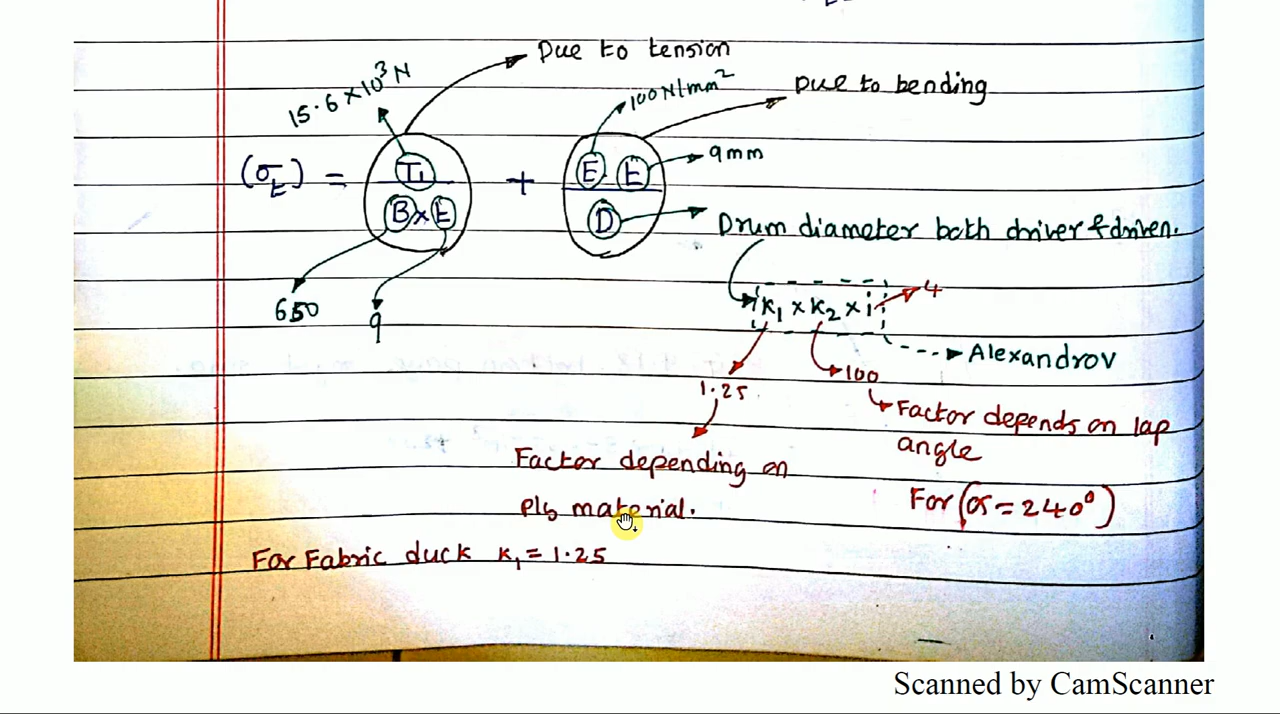 Due to tension
15.6 × 10³ N
100 N/mm²
Due to bending
(σt) = T1 / B × t + E t / D
9mm
Drum diameter both driver & driven.
650
9
K1 × K2 × i
4
Alexandrov
1.25
100
Factor depends on lap
angle
Factor depending on
ply material.
For (α = 240°)
For Fabric duck K1 = 1.25
Scanned by CamScanner